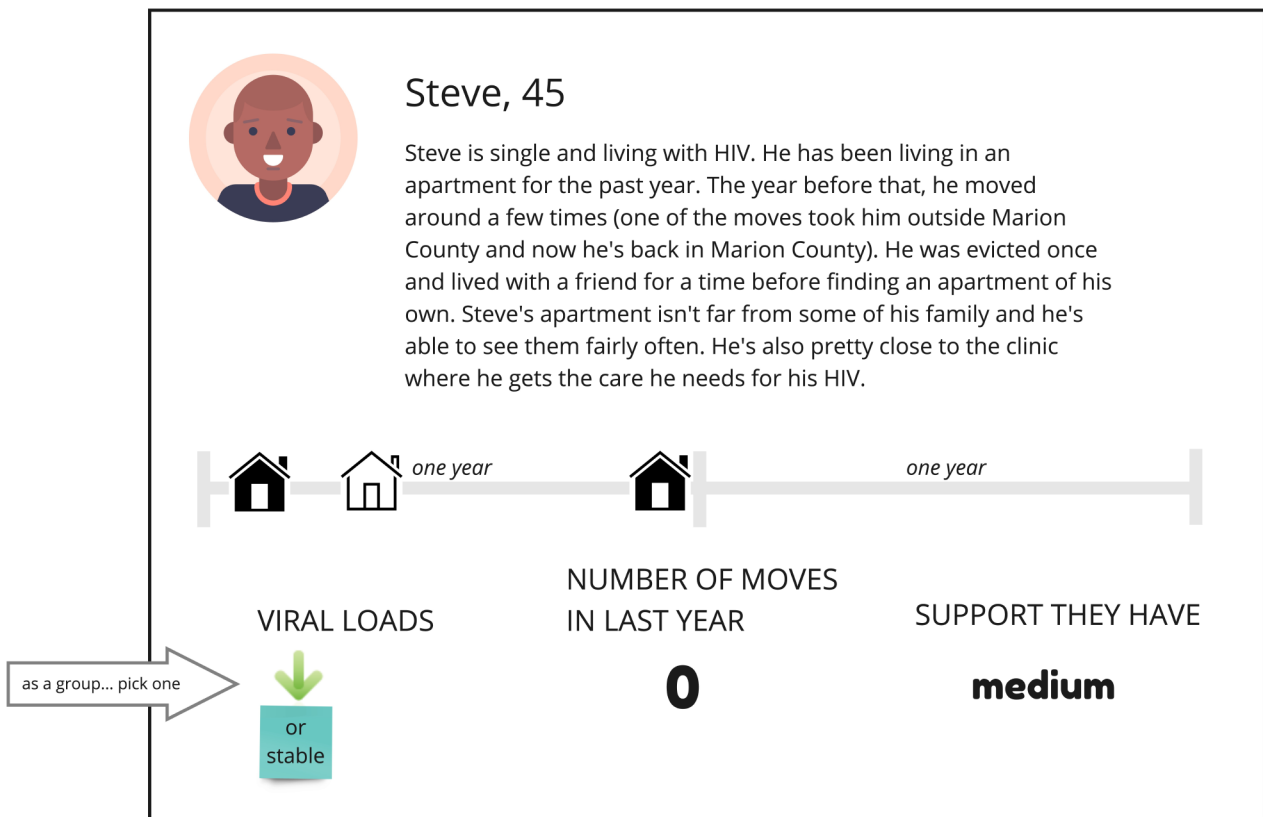 Steve, 45
Steve is single and living with HIV. He has been living in an
apartment for the past year. The year before that, he moved
around a few times (one of the moves took him outside Marion
County and now he's back in Marion County). He was evicted once
and lived with a friend for a time before finding an apartment of his
own. Steve's apartment isn't far from some of his family and he's
able to see them fairly often. He's also pretty close to the clinic
where he gets the care he needs for his HIV.
one year
one year
VIRAL LOADS
NUMBER OF MOVES
IN LAST YEAR
SUPPORT THEY HAVE
as a group... pick one
or
stable
0
medium